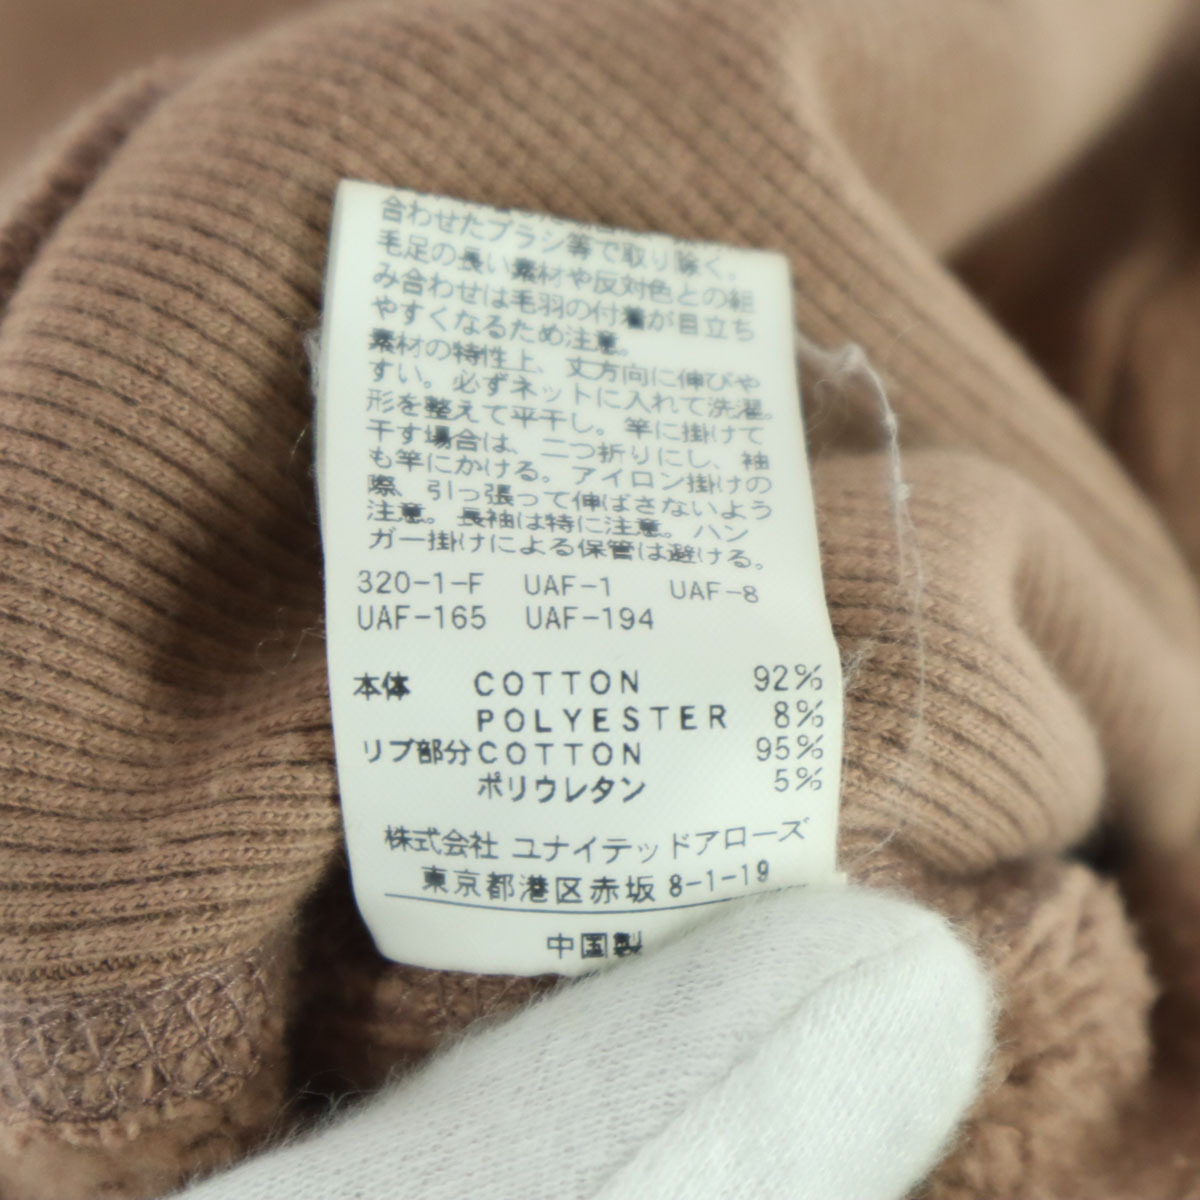 合わせたブラシ等で取り除く。
毛足の長い素材や反対色との組
み合わせは毛羽の付着が目立ち
やすくなるため注意。
素材の特性上、丈方向に伸びや
すい。必ずネットに入れて洗濯。
形を整えて平干し。竿に掛けて
干す場合は、二つ折りにし、袖
も竿にかける。アイロン掛けの
際、引っ張って伸ばさないよう
注意。長袖は特に注意。ハン
ガー掛けによる保管は避ける。
320-1-F UAF-1 UAF-8
UAF-165 UAF-194
本体 COTTON 92%
POLYESTER 8%
リブ部分 COTTON 95%
ポリウレタン 5%
株式会社 ユナイテッドアローズ
東京都港区赤坂 8-1-19
中国製